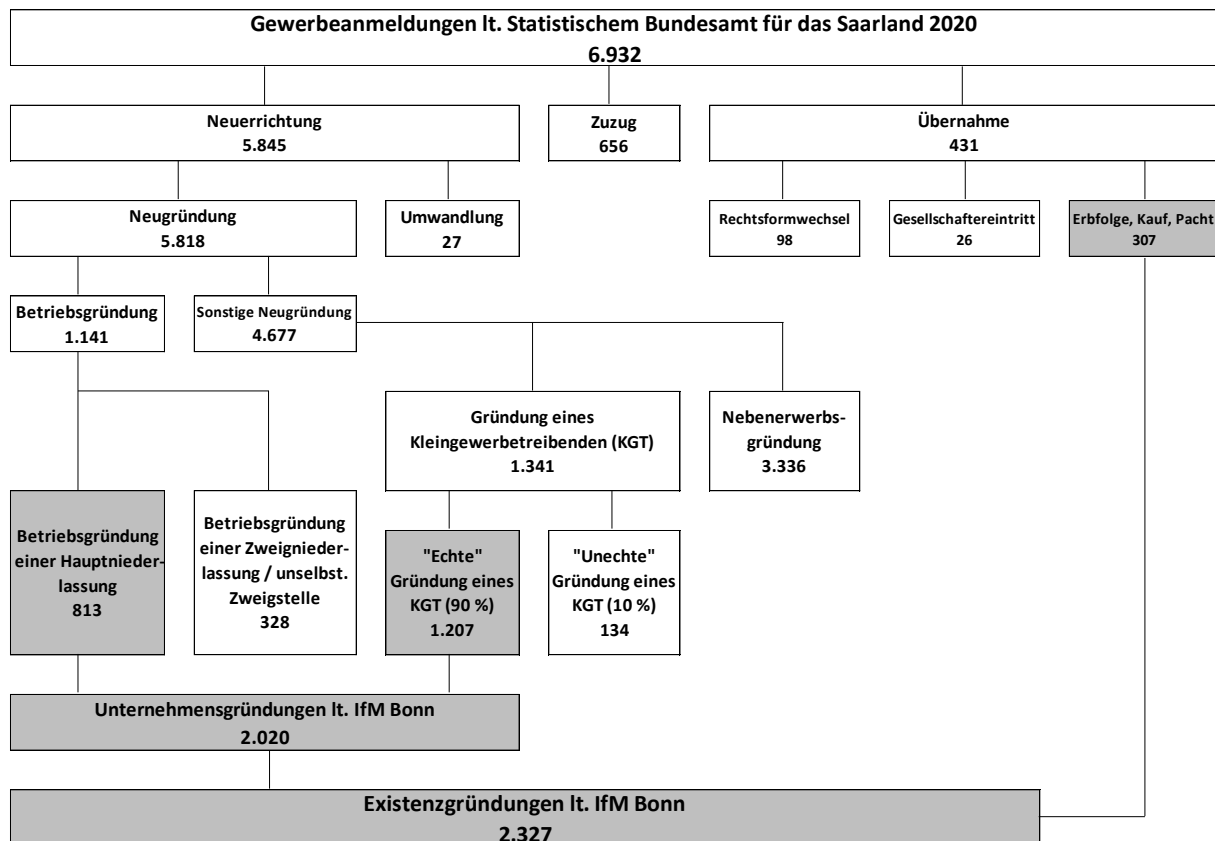 Gewerbeanmeldungen lt. Statistischem Bundesamt für das Saarland 2020
6.932
Neuerrichtung
5.845
Zuzug
656
Übernahme
431
Neugründung
5.818
Umwandlung
27
Rechtsformwechsel
98
Gesellschaftereintritt
26
Erbfolge, Kauf, Pacht
307
Betriebsgründung
1.141
Sonstige Neugründung
4.677
Gründung eines
Kleingewerbetreibenden (KGT)
1.341
Nebenerwerbs-
gründung
3.336
Betriebsgründung
einer Hauptnieder-
lassung
813
Betriebsgründung
einer Zweignieder-
lassung / unselbst.
Zweigstelle
328
"Echte"
Gründung eines
KGT (90 %)
1.207
"Unechte"
Gründung eines
KGT (10 %)
134
Unternehmensgründungen lt. IfM Bonn
2.020
Existenzgründungen lt. IfM Bonn
2.327